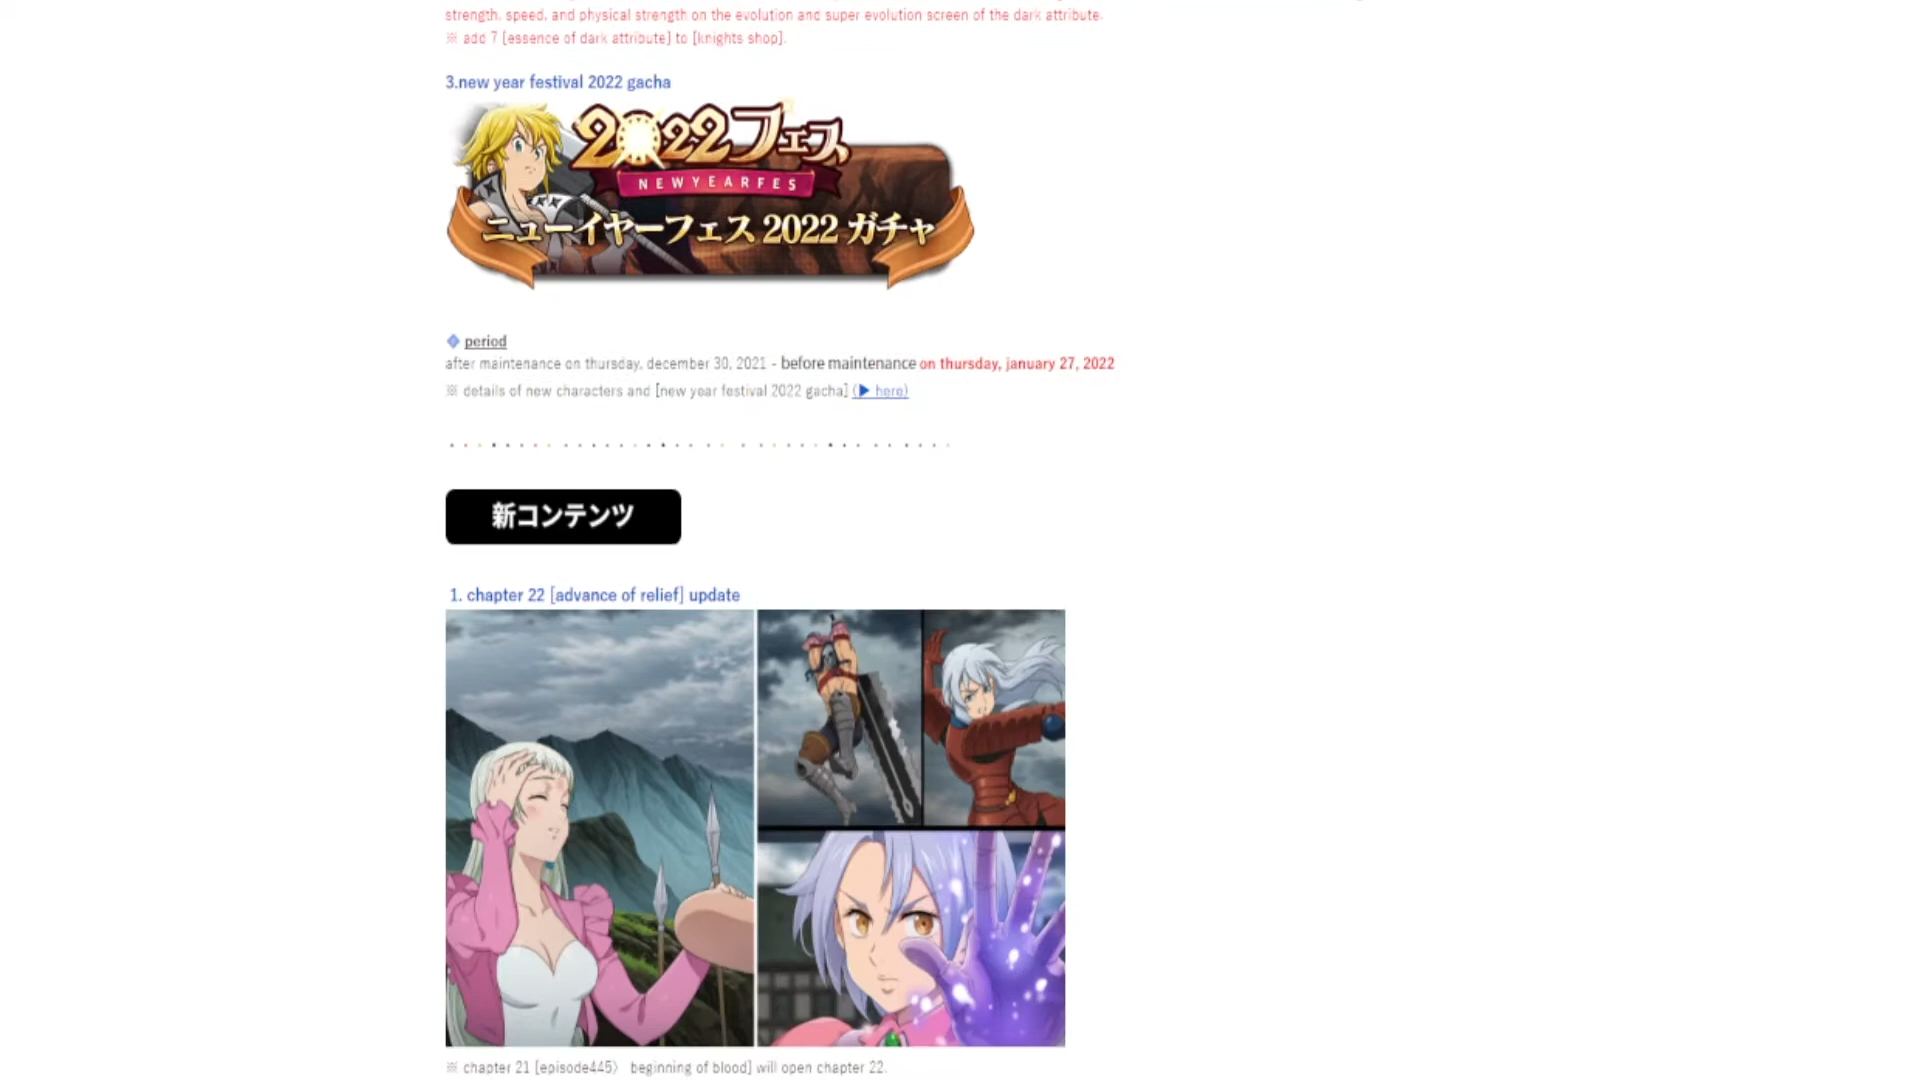 strength, speed, and physical strength on the evolution and super evolution screen of the dark attribute.
※ add 7 [essence of dark attribute] to [knights shop].
3.new year festival 2022 gacha
2022フェス
NEWYEARFES
ニューイヤーフェス 2022 ガチャ
period
after maintenance on thursday, december 30, 2021 - before maintenance on thursday, january 27, 2022
※ details of new characters and [new year festival 2022 gacha] (▶ here)
新コンテンツ
1. chapter 22 [advance of relief] update
※ chapter 21 [episode445〉 beginning of blood] will open chapter 22.